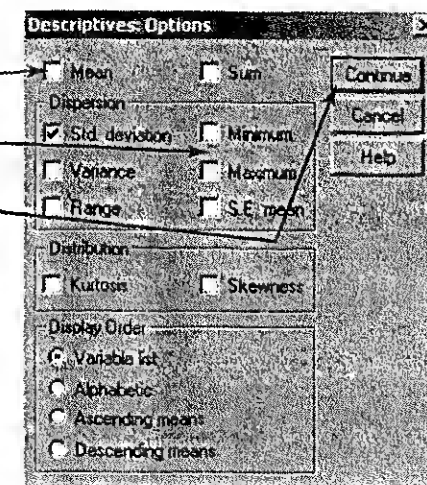 Descriptives: Options
Mean Sum Continue
Dispersion Cancel
Std. deviation Minimum Help
Variance Maximum
Range S.E. mean
Distribution
Kurtosis Skewness
Display Order
Variable list
Alphabetic
Ascending means
Descending means